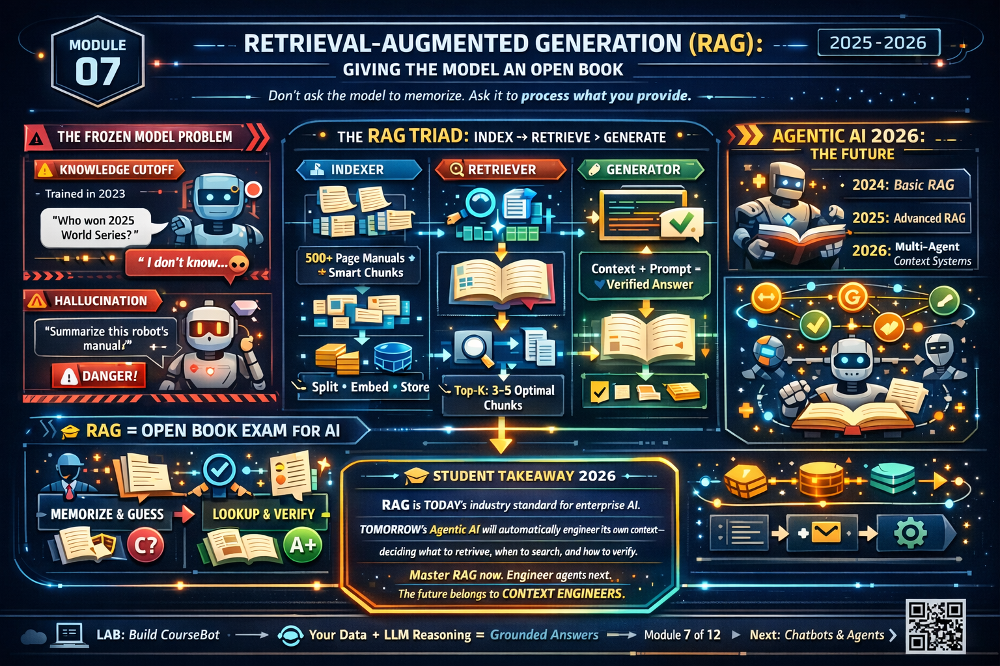 MODULE
07
RETRIEVAL-AUGMENTED GENERATION (RAG):
GIVING THE MODEL AN OPEN BOOK
Don't ask the model to memorize. Ask it to process what you provide.
2025-2026
THE FROZEN MODEL PROBLEM
KNOWLEDGE CUTOFF
- Trained in 2023
"Who won 2025
World Series?"
"I don't know...
HALLUCINATION
"Summarize this robot's
manual:"
DANGER!
THE RAG TRIAD: INDEX → RETRIEVE > GENERATE
INDEXER
500+ Page Manuals
Smart Chunks
Split • Embed • Store
RETRIEVER
Top-K: 3-5 Optimal
Chunks
GENERATOR
Context + Prompt =
Verified Answer
AGENTIC AI 2026:
THE FUTURE
2024: Basic RAG
2025: Advanced RAG
2026: Multi-Agent
Context Systems
G
RAG = OPEN BOOK EXAM FOR AI
MEMORIZE & GUESS
LOOKUP & VERIFY
C?
A+
STUDENT TAKEAWAY 2026
RAG is TODAY's industry standard for enterprise AI.
TOMORROW's Agentic AI will automatically engineer its own context—
deciding what to retrieve, when to search, and how to verify.
Master RAG now. Engineer agents next.
The future belongs to CONTEXT ENGINEERS.
LAB: Build CourseBot
Your Data + LLM Reasoning = Grounded Answers
Module 7 of 12
Next: Chatbots & Agents